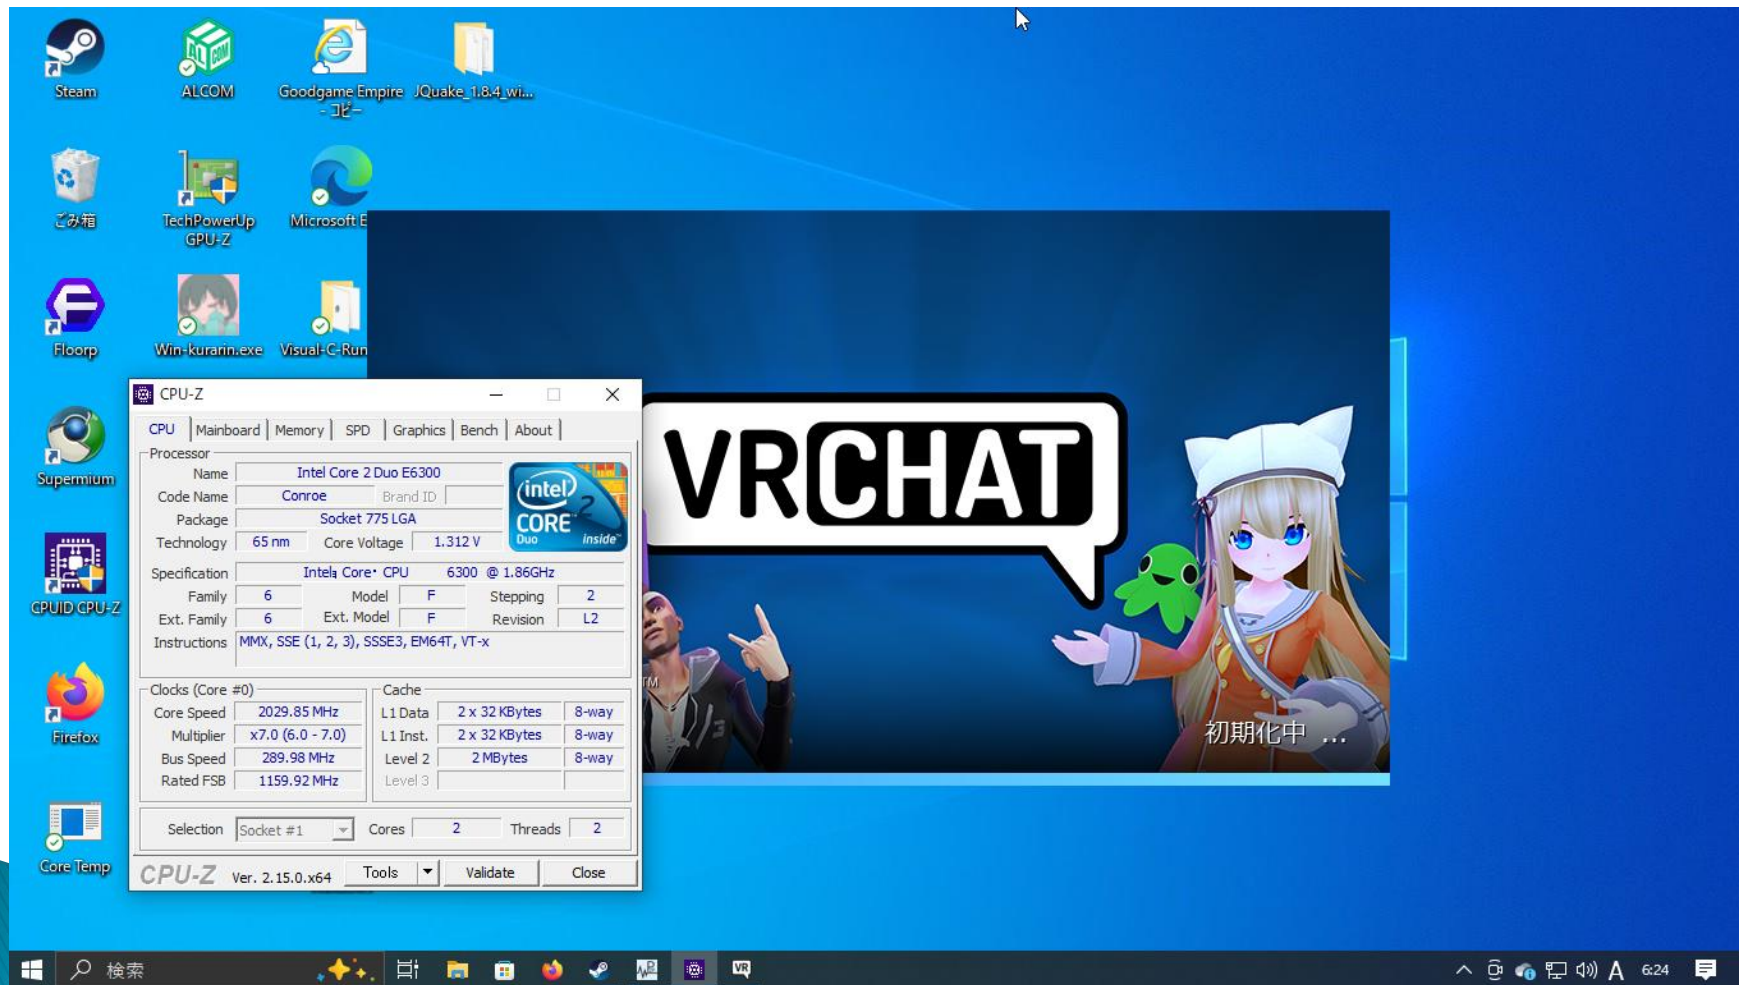 Steam
ALCOM
Goodgame Empire
- コピー
JQuake_1.8.4_wi...
ごみ箱
TechPowerUp
GPU-Z
Microsoft E
Floorp
Win-kurarin.exe
Visual-C-Run
Supermium
CPUID CPU-Z
Firefox
Core Temp
CPU-Z
CPU Mainboard Memory SPD Graphics Bench About
Processor
Name Intel Core 2 Duo E6300
Code Name Conroe Brand ID
Package Socket 775 LGA
Technology 65 nm Core Voltage 1.312 V
intel
CORE 2
Duo inside™
Specification Intelª Core• CPU 6300 @ 1.86GHz
Family 6 Model F Stepping 2
Ext. Family 6 Ext. Model F Revision L2
Instructions MMX, SSE (1, 2, 3), SSSE3, EM64T, VT-x
Clocks (Core #0)
Core Speed 2029.85 MHz
Multiplier x7.0 (6.0 - 7.0)
Bus Speed 289.98 MHz
Rated FSB 1159.92 MHz
Cache
L1 Data 2 x 32 KBytes 8-way
L1 Inst. 2 x 32 KBytes 8-way
Level 2 2 MBytes 8-way
Level 3
Selection Socket #1 Cores 2 Threads 2
CPU-Z Ver. 2.15.0.x64 Tools Validate Close
VRCHAT
TM
初期化中 ...
検索
VR
A 6:24